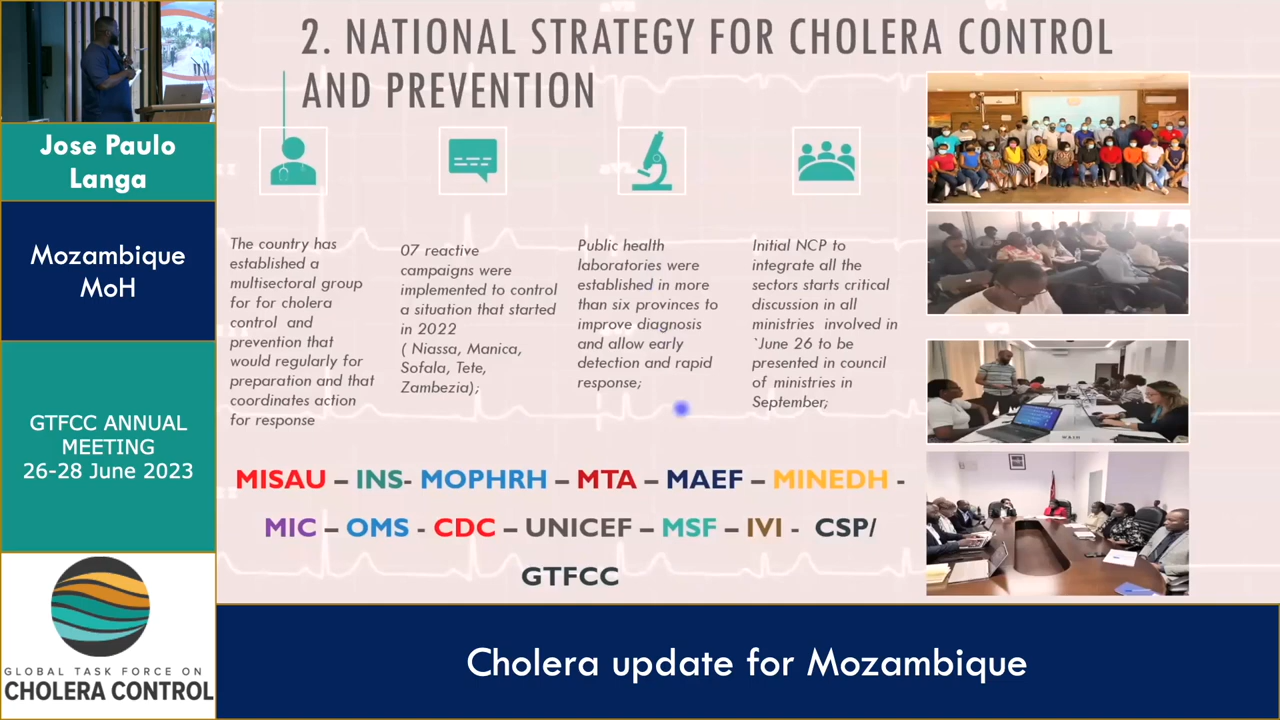 2. NATIONAL STRATEGY FOR CHOLERA CONTROL
AND PREVENTION
Jose Paulo
Langa
Mozambique
MoH
GTFCC ANNUAL
MEETING
26-28 June 2023
GLOBAL TASK FORCE ON
CHOLERA CONTROL
The country has
established a
multisectoral group
for for cholera
control and
prevention that
would regularly for
preparation and that
coordinates action
for response
07 reactive
campaigns were
implemented to control
a situation that started
in 2022
( Niassa, Manica,
Sofala, Tete,
Zambezia);
Public health
laboratories were
established in more
than six provinces to
improve diagnosis
and allow early
detection and rapid
response;
Initial NCP to
integrate all the
sectors starts critical
discussion in all
ministries involved in
`June 26 to be
presented in council
of ministries in
September;
MISAU – INS- MOPHRH – MTA – MAEF – MINEDH -
MIC – OMS - CDC – UNICEF – MSF – IVI - CSP/
GTFCC
Cholera update for Mozambique